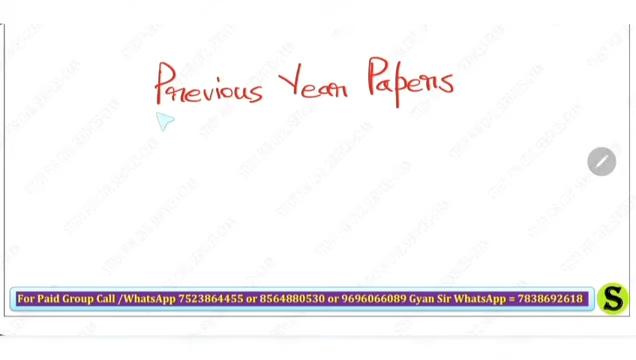 Previous Year Papers
For Paid Group Call /WhatsApp 7523864455 or 8564880530 or 9696066089 Gyan Sir WhatsApp = 7838692618
S